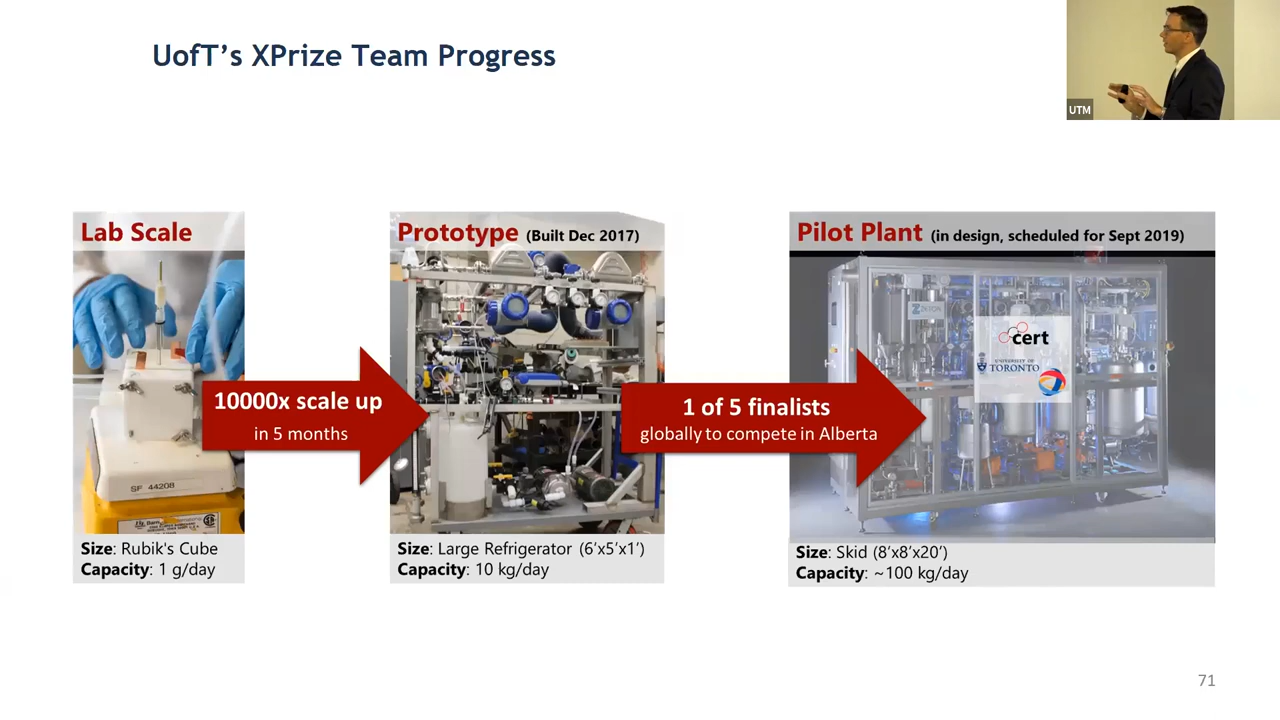 UofT's XPrize Team Progress
UTM
Lab Scale
SF 44208
Size: Rubik's Cube
Capacity: 1 g/day
10000x scale up
in 5 months
Prototype (Built Dec 2017)
Size: Large Refrigerator (6'x5'x1')
Capacity: 10 kg/day
1 of 5 finalists
globally to compete in Alberta
Pilot Plant (in design, scheduled for Sept 2019)
cert
UNIVERSITY OF
TORONTO
Size: Skid (8'x8'x20')
Capacity: ~100 kg/day
71